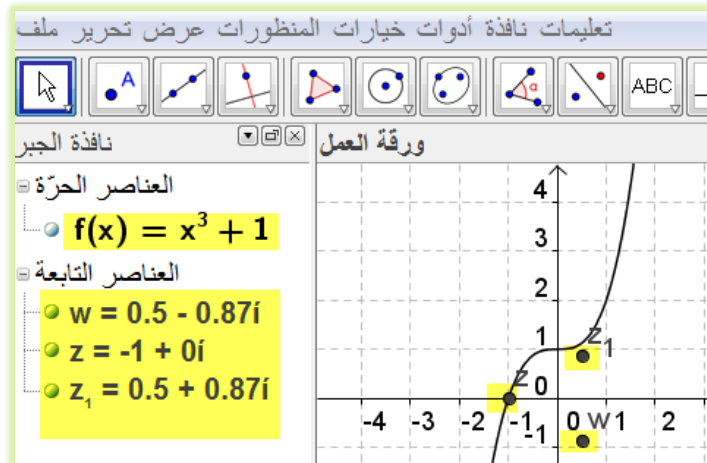 تعليمات نافذة أدوات خيارات المنظورات عرض تحرير ملف
A
α
ABC
نافذة الجبر
ورقة العمل
العناصر الحرّة
f(x) = x³ + 1
العناصر التابعة
w = 0.5 - 0.87í
z = -1 + 0í
z₁ = 0.5 + 0.87í
4
3
2
1
z₁
z
0
-4 -3 -2 -1 0 w 1 2
-1